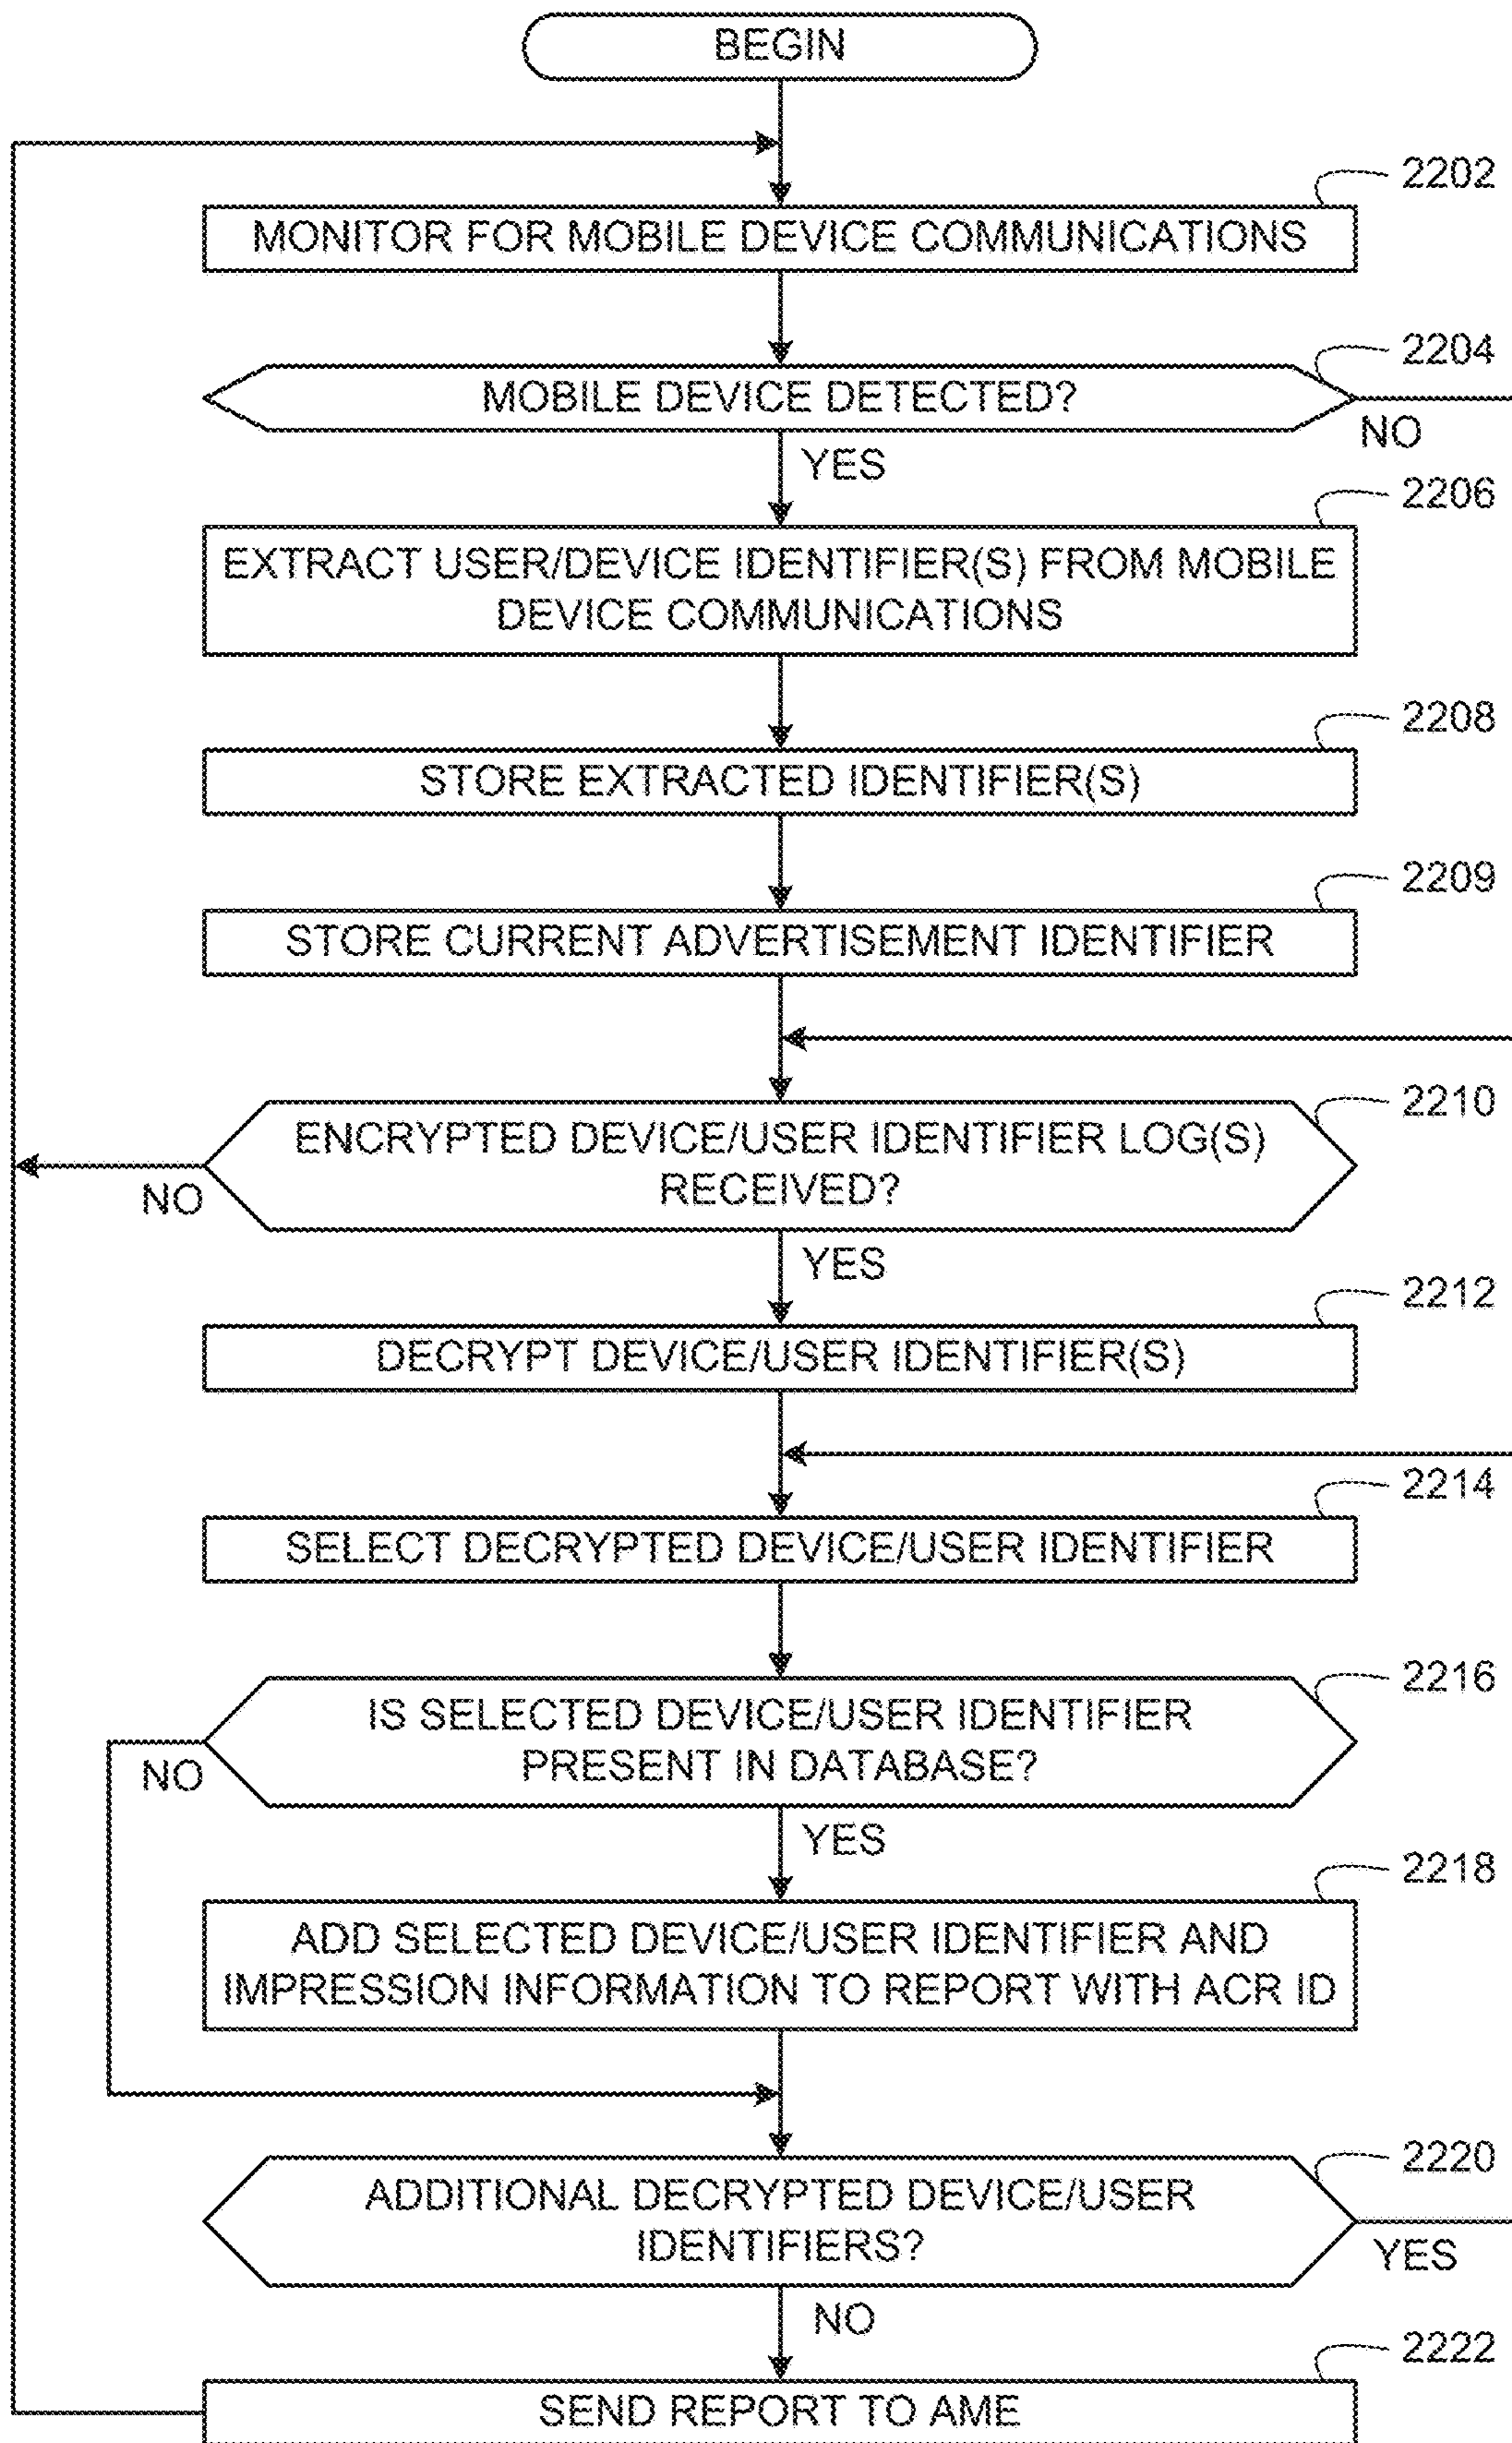 BEGIN
2202
MONITOR FOR MOBILE DEVICE COMMUNICATIONS
2204
MOBILE DEVICE DETECTED?
NO
YES
2206
EXTRACT USER/DEVICE IDENTIFIER(S) FROM MOBILE
DEVICE COMMUNICATIONS
2208
STORE EXTRACTED IDENTIFIER(S)
2209
STORE CURRENT ADVERTISEMENT IDENTIFIER
2210
ENCRYPTED DEVICE/USER IDENTIFIER LOG(S)
RECEIVED?
NO
YES
2212
DECRYPT DEVICE/USER IDENTIFIER(S)
2214
SELECT DECRYPTED DEVICE/USER IDENTIFIER
2216
IS SELECTED DEVICE/USER IDENTIFIER
PRESENT IN DATABASE?
NO
YES
2218
ADD SELECTED DEVICE/USER IDENTIFIER AND
IMPRESSION INFORMATION TO REPORT WITH ACR ID
2220
ADDITIONAL DECRYPTED DEVICE/USER
IDENTIFIERS?
YES
NO
2222
SEND REPORT TO AME